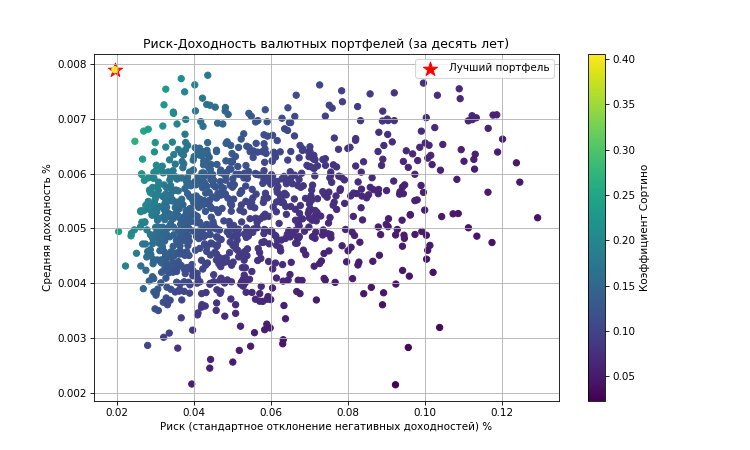 Риск-Доходность валютных портфелей (за десять лет)
Лучший портфель
Средняя доходность %
0.008
0.007
0.006
0.005
0.004
0.003
0.002
0.02 0.04 0.06 0.08 0.10 0.12
Риск (стандартное отклонение негативных доходностей) %
0.40
0.35
0.30
0.25
0.20
0.15
0.10
0.05
Коэффициент Сортино